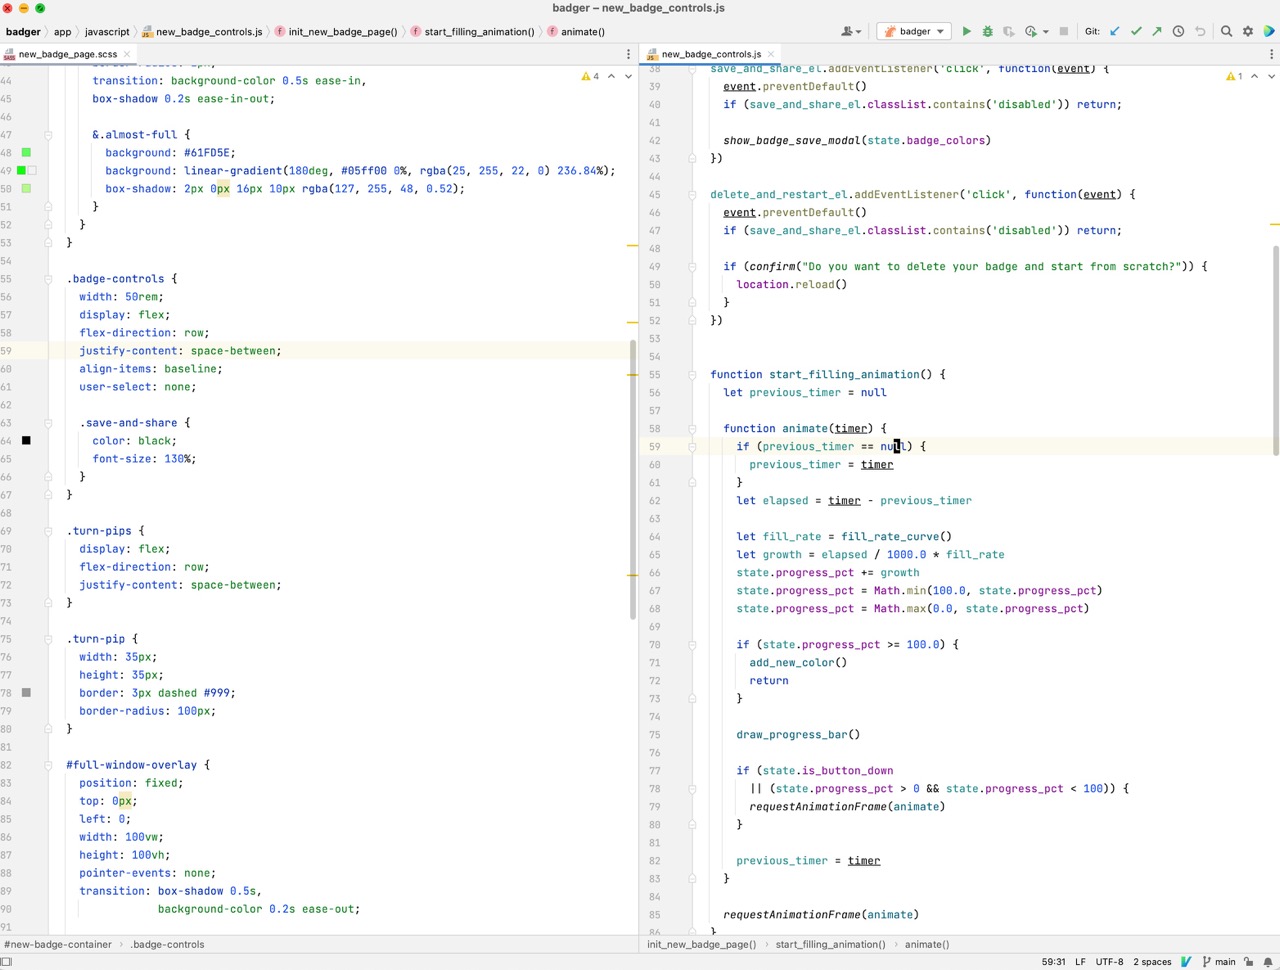 badger – new_badge_controls.js
badger › app › javascript › new_badge_controls.js › init_new_badge_page() › start_filling_animation() › animate()
badger
Git:
new_badge_page.scss
4
44 transition: background-color 0.5s ease-in,
45 box-shadow 0.2s ease-in-out;
46
47 &.almost-full {
48 background: #61FD5E;
49 background: linear-gradient(180deg, #05ff00 0%, rgba(25, 255, 22, 0) 236.84%);
50 box-shadow: 2px 0px 16px 10px rgba(127, 255, 48, 0.52);
51 }
52 }
53 }
54
55 .badge-controls {
56 width: 50rem;
57 display: flex;
58 flex-direction: row;
59 justify-content: space-between;
60 align-items: baseline;
61 user-select: none;
62
63 .save-and-share {
64 color: black;
65 font-size: 130%;
66 }
67 }
68
69 .turn-pips {
70 display: flex;
71 flex-direction: row;
72 justify-content: space-between;
73 }
74
75 .turn-pip {
76 width: 35px;
77 height: 35px;
78 border: 3px dashed #999;
79 border-radius: 100px;
80 }
81
82 #full-window-overlay {
83 position: fixed;
84 top: 0px;
85 left: 0;
86 width: 100vw;
87 height: 100vh;
88 pointer-events: none;
89 transition: box-shadow 0.5s,
90 background-color 0.2s ease-out;
91
#new-badge-container › .badge-controls
new_badge_controls.js
1
38 save_and_share_el.addEventListener('click', function(event) {
39 event.preventDefault()
40 if (save_and_share_el.classList.contains('disabled')) return;
41
42 show_badge_save_modal(state.badge_colors)
43 })
44
45 delete_and_restart_el.addEventListener('click', function(event) {
46 event.preventDefault()
47 if (save_and_share_el.classList.contains('disabled')) return;
48
49 if (confirm("Do you want to delete your badge and start from scratch?")) {
50 location.reload()
51 }
52 })
53
54
55 function start_filling_animation() {
56 let previous_timer = null
57
58 function animate(timer) {
59 if (previous_timer == null) {
60 previous_timer = timer
61 }
62 let elapsed = timer - previous_timer
63
64 let fill_rate = fill_rate_curve()
65 let growth = elapsed / 1000.0 * fill_rate
66 state.progress_pct += growth
67 state.progress_pct = Math.min(100.0, state.progress_pct)
68 state.progress_pct = Math.max(0.0, state.progress_pct)
69
70 if (state.progress_pct >= 100.0) {
71 add_new_color()
72 return
73 }
74
75 draw_progress_bar()
76
77 if (state.is_button_down
78 || (state.progress_pct > 0 && state.progress_pct < 100)) {
79 requestAnimationFrame(animate)
80 }
81
82 previous_timer = timer
83 }
84
85 requestAnimationFrame(animate)
86 }
init_new_badge_page() › start_filling_animation() › animate()
59:31 LF UTF-8 2 spaces main